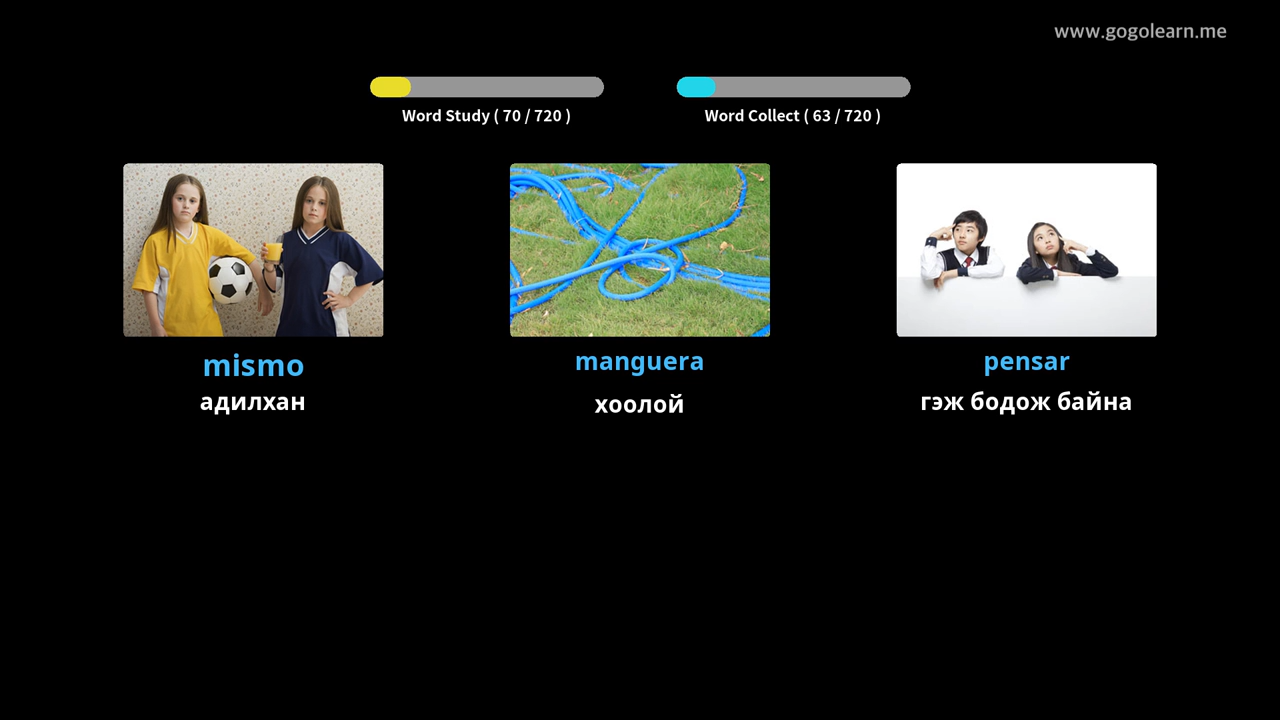 www.gogolearn.me
Word Study ( 70 / 720 )
Word Collect ( 63 / 720 )
mismo
адилхан
manguera
хоолой
pensar
гэж бодож байна